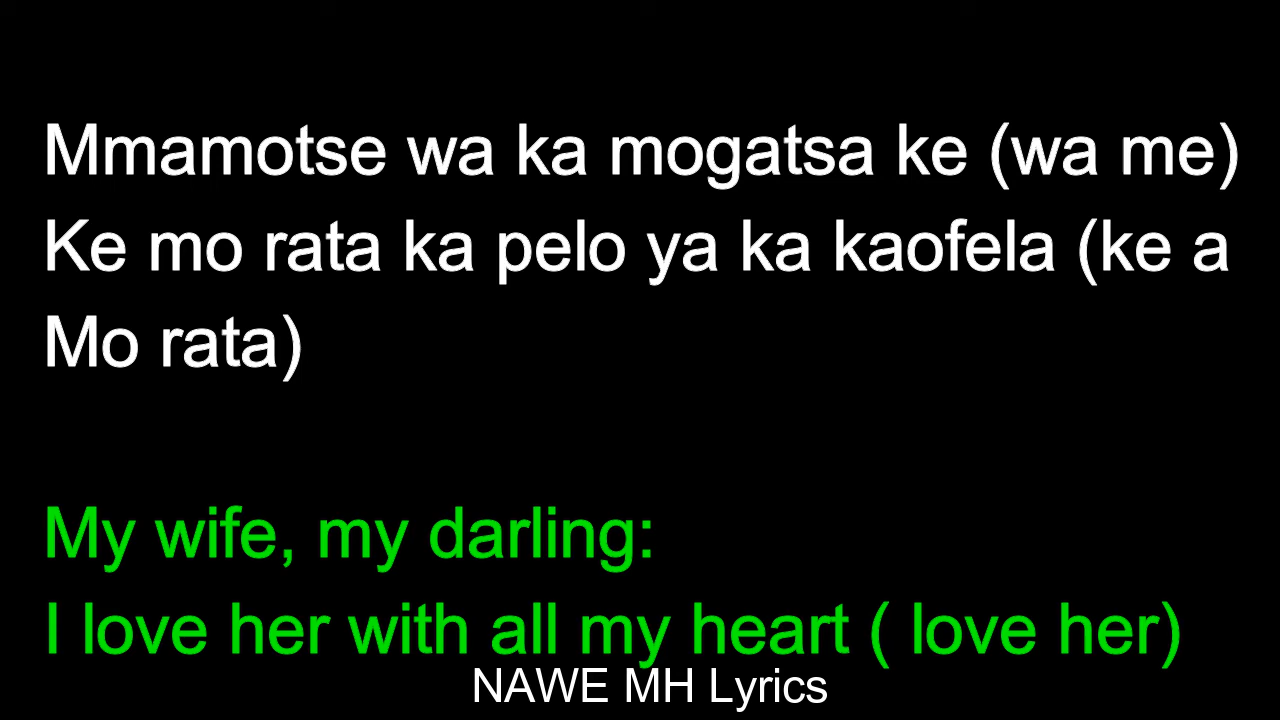 Mmamotse wa ka mogatsa ke (wa me)
Ke mo rata ka pelo ya ka kaofela (ke a
Mo rata)
My wife, my darling:
I love her with all my heart ( love her)
NAWE MH Lyrics